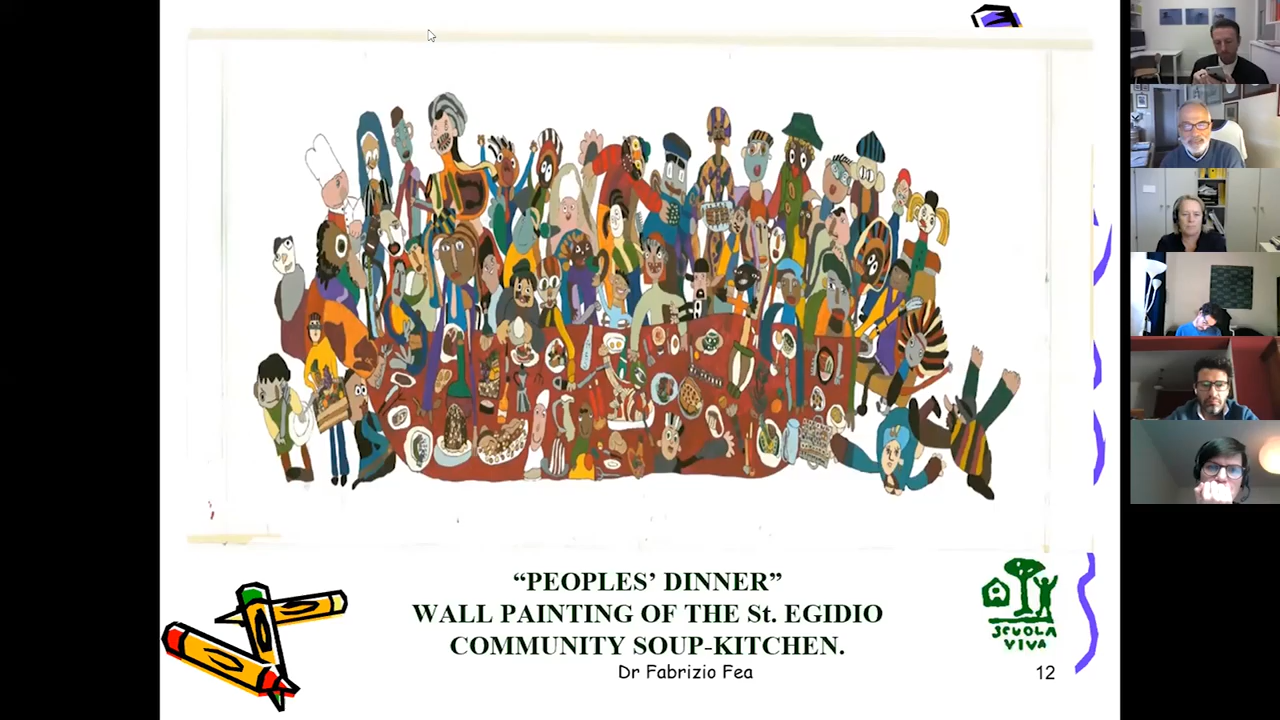 “PEOPLES’ DINNER”
WALL PAINTING OF THE St. EGIDIO
COMMUNITY SOUP-KITCHEN.
Dr Fabrizio Fea
SCUOLA
VIVA
12